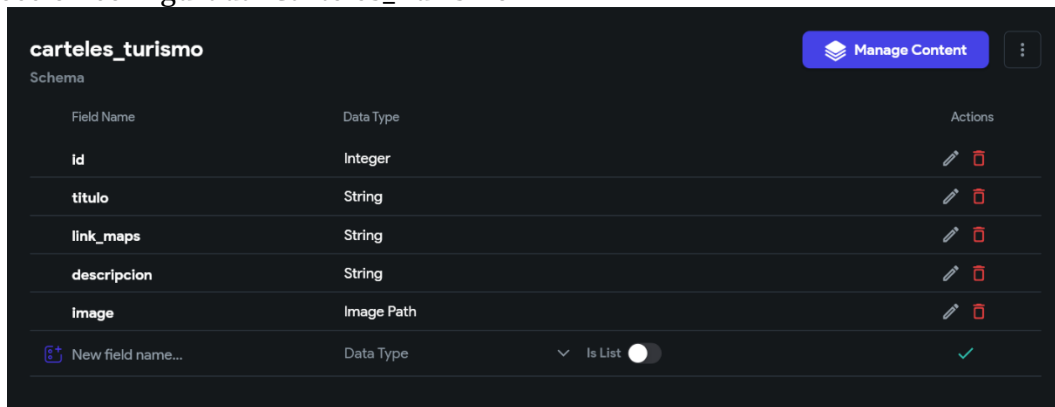 carteles_turismo
Manage Content
Schema
Field Name Data Type Actions
id Integer
titulo String
link_maps String
descripcion String
image Image Path
New field name... Data Type Is List